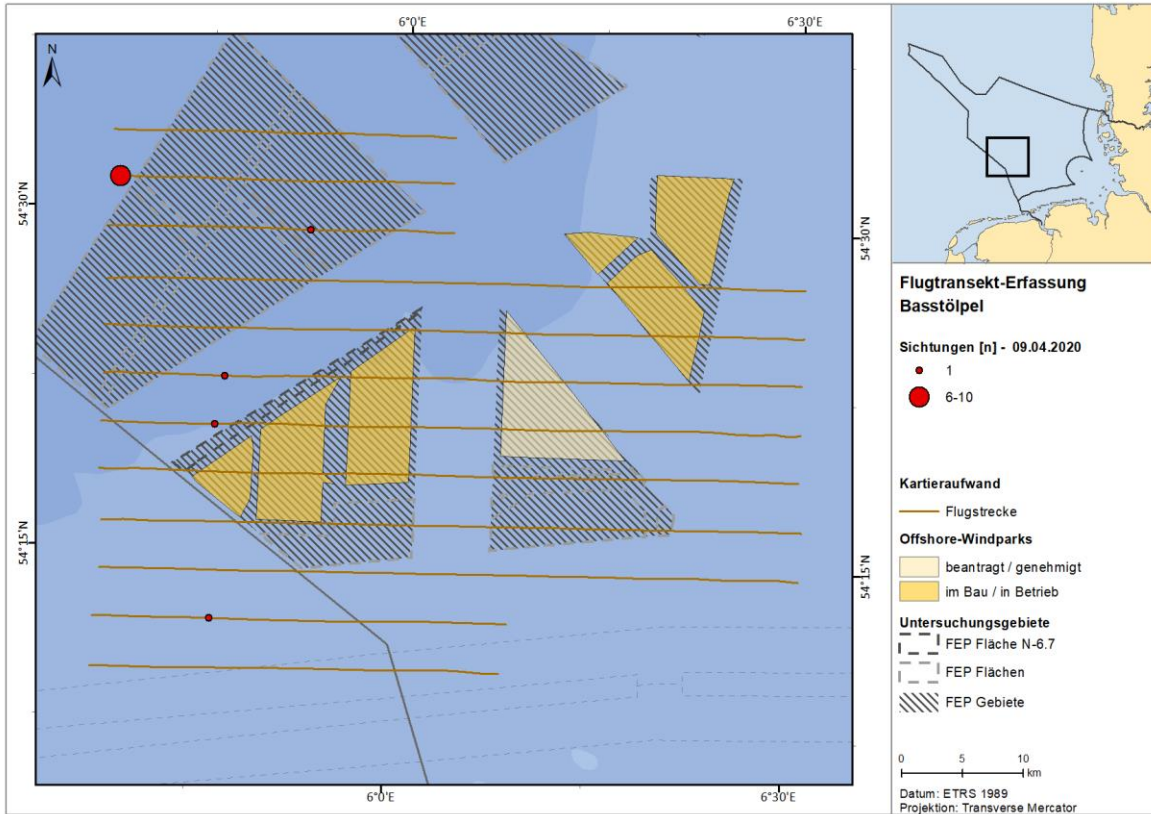 6°0'E
6°30'E
N
54°30'N
54°30'N
54°15'N
54°15'N
6°0'E
6°30'E
Flugtransekt-Erfassung
Basstölpel
Sichtungen [n] - 09.04.2020
1
6-10
Kartieraufwand
Flugstrecke
Offshore-Windparks
beantragt / genehmigt
im Bau / in Betrieb
Untersuchungsgebiete
FEP Fläche N-6.7
FEP Flächen
FEP Gebiete
0 5 10
km
Datum: ETRS 1989
Projektion: Transverse Mercator